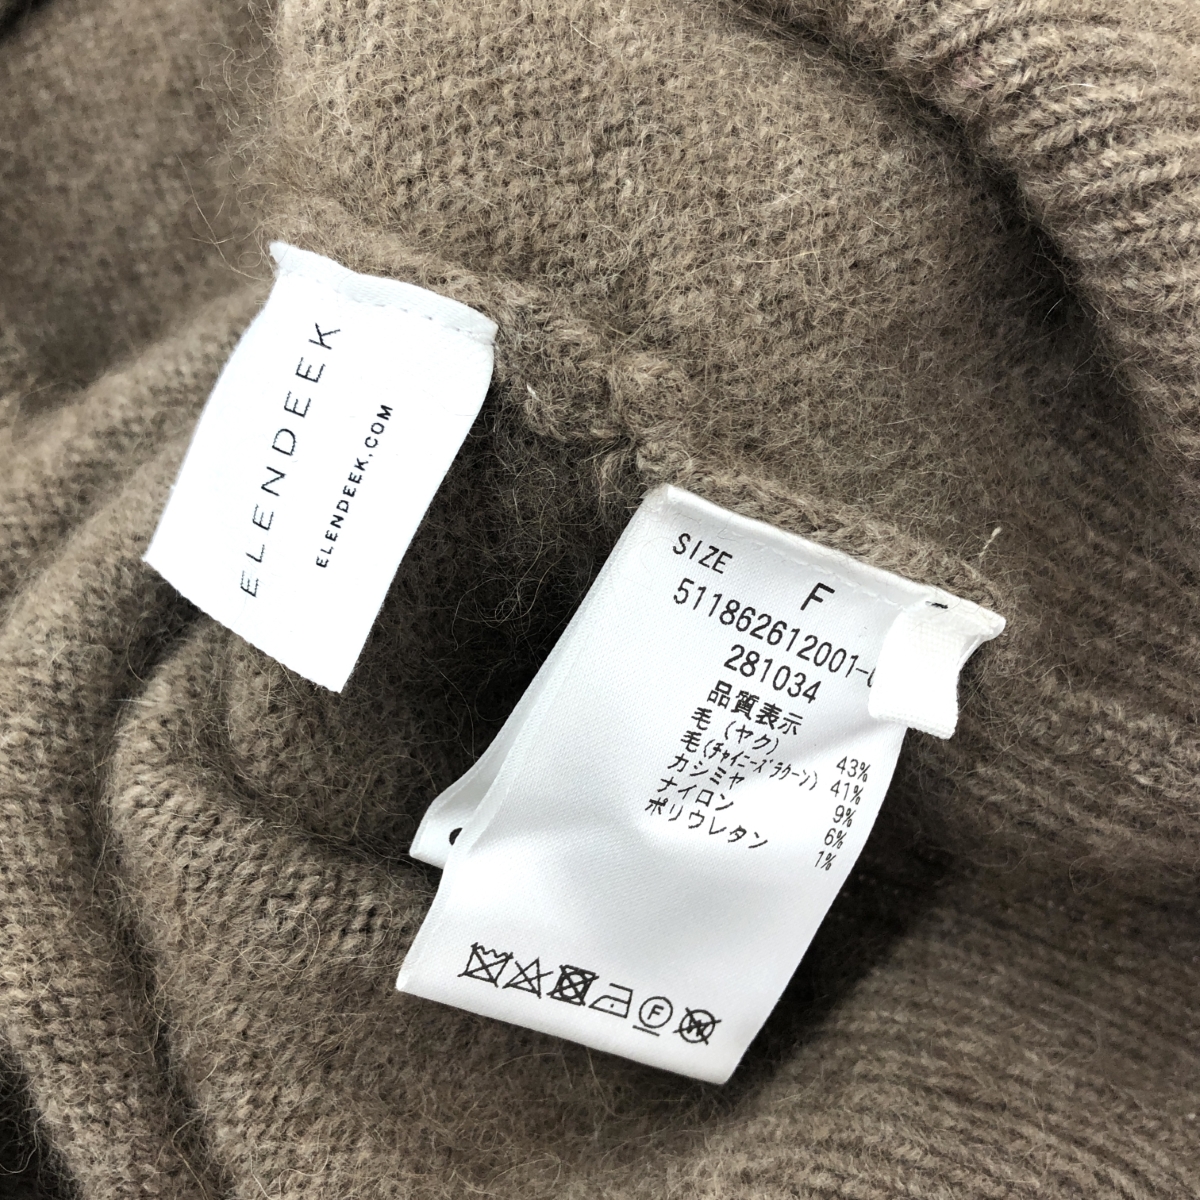 ELENDEEK
ELENDEEK.COM
SIZE F
511862612001-
281034
品質表示
毛 (ヤク) 43%
毛(チャイニーズラクーン) 41%
カシミヤ 9%
ナイロン 6%
ポリウレタン 1%
F W